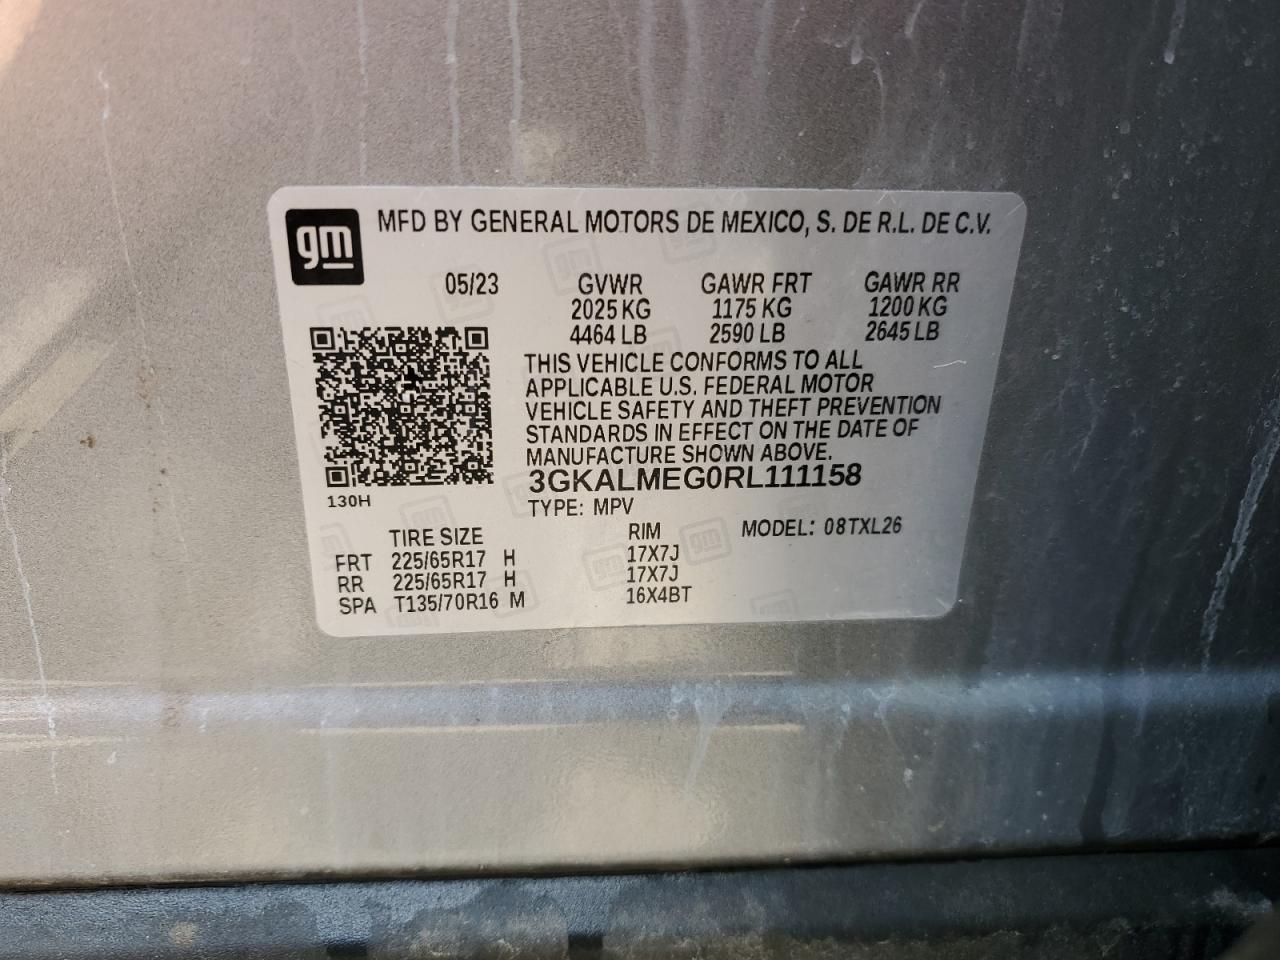 gm
MFD BY GENERAL MOTORS DE MEXICO, S. DE R.L. DE C.V.
05/23 GVWR GAWR FRT GAWR RR
2025 KG 1175 KG 1200 KG
4464 LB 2590 LB 2645 LB
THIS VEHICLE CONFORMS TO ALL
APPLICABLE U.S. FEDERAL MOTOR
VEHICLE SAFETY AND THEFT PREVENTION
STANDARDS IN EFFECT ON THE DATE OF
MANUFACTURE SHOWN ABOVE.
3GKALMEG0RL111158
130H
TYPE: MPV
TIRE SIZE RIM MODEL: 08TXL26
FRT 225/65R17 H 17X7J
RR 225/65R17 H 17X7J
SPA T135/70R16 M 16X4BT